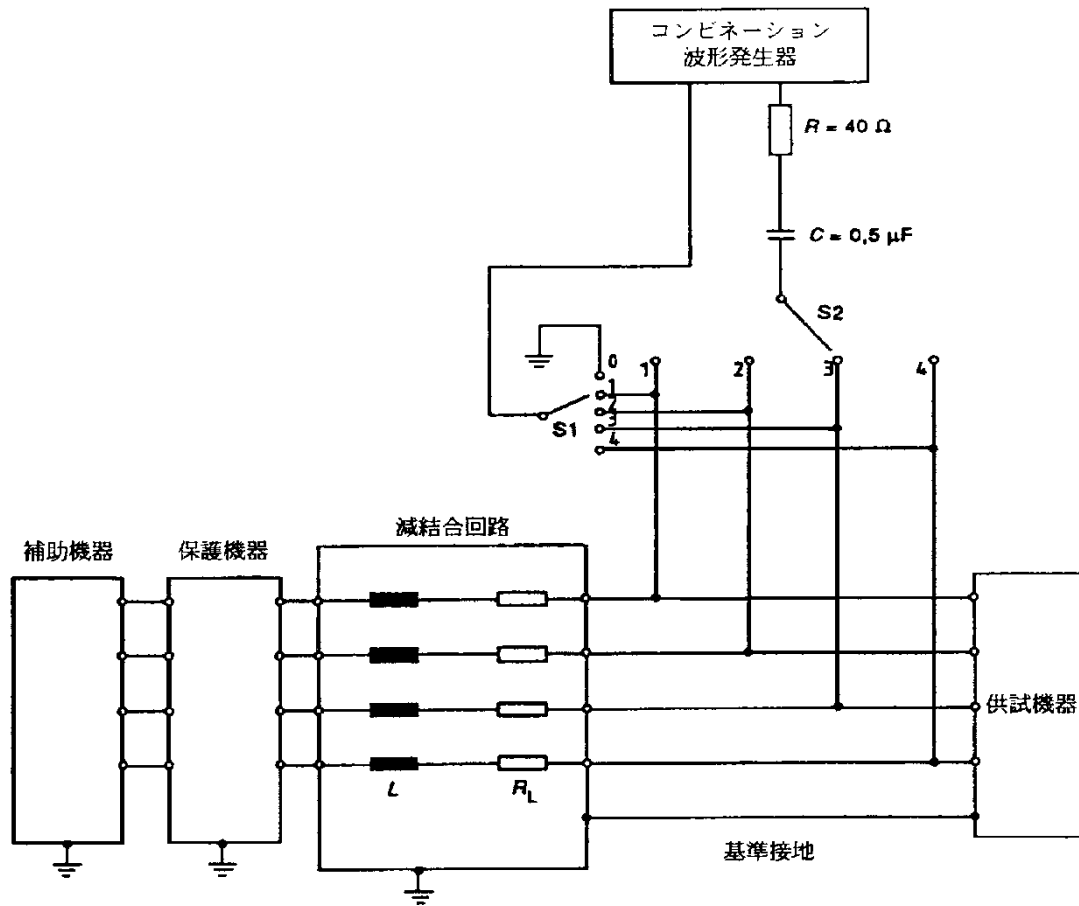 コンビネーション
波形発生器
R = 40 Ω
C = 0,5 µF
S2
0
1
2
3
4
S1
1
2
3
4
減結合回路
補助機器
保護機器
供試機器
L
RL
基準接地